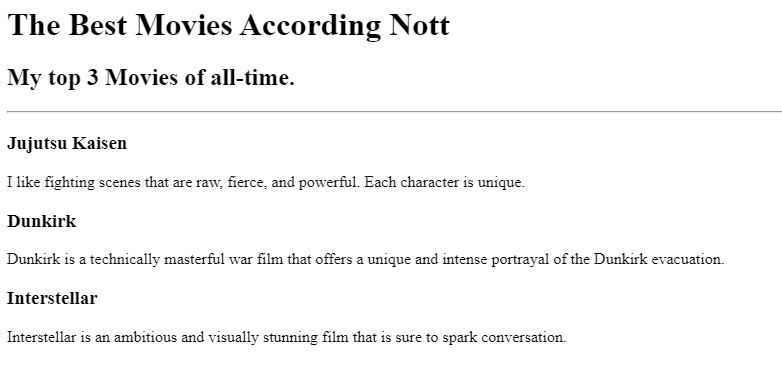 The Best Movies According Nott
My top 3 Movies of all-time.
Jujutsu Kaisen
I like fighting scenes that are raw, fierce, and powerful. Each character is unique.
Dunkirk
Dunkirk is a technically masterful war film that offers a unique and intense portrayal of the Dunkirk evacuation.
Interstellar
Interstellar is an ambitious and visually stunning film that is sure to spark conversation.